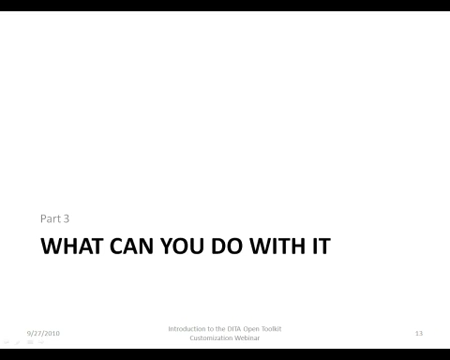 Part 3
WHAT CAN YOU DO WITH IT
9/27/2010
Introduction to the DITA Open Toolkit
Customization Webinar
13